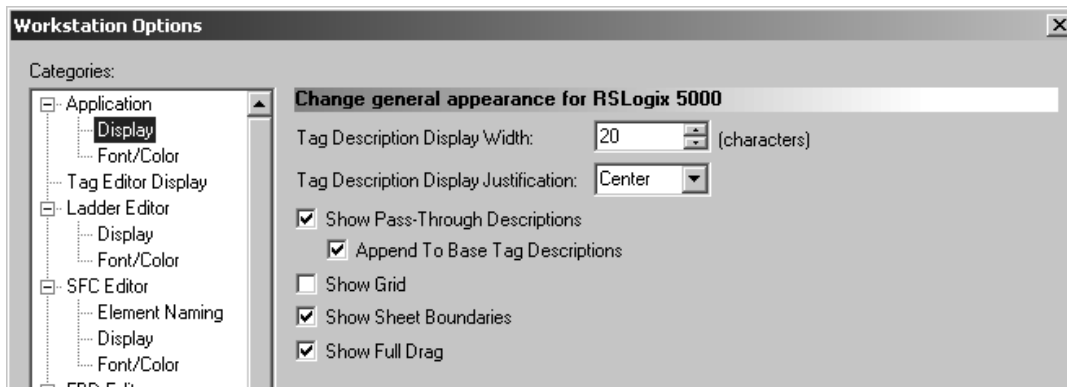 Workstation Options
Categories:
Application
Display
Font/Color
Tag Editor Display
Ladder Editor
Display
Font/Color
SFC Editor
Element Naming
Display
Font/Color
FBD Editor
Change general appearance for RSLogix 5000
Tag Description Display Width: 20 (characters)
Tag Description Display Justification: Center
Show Pass-Through Descriptions
Append To Base Tag Descriptions
Show Grid
Show Sheet Boundaries
Show Full Drag